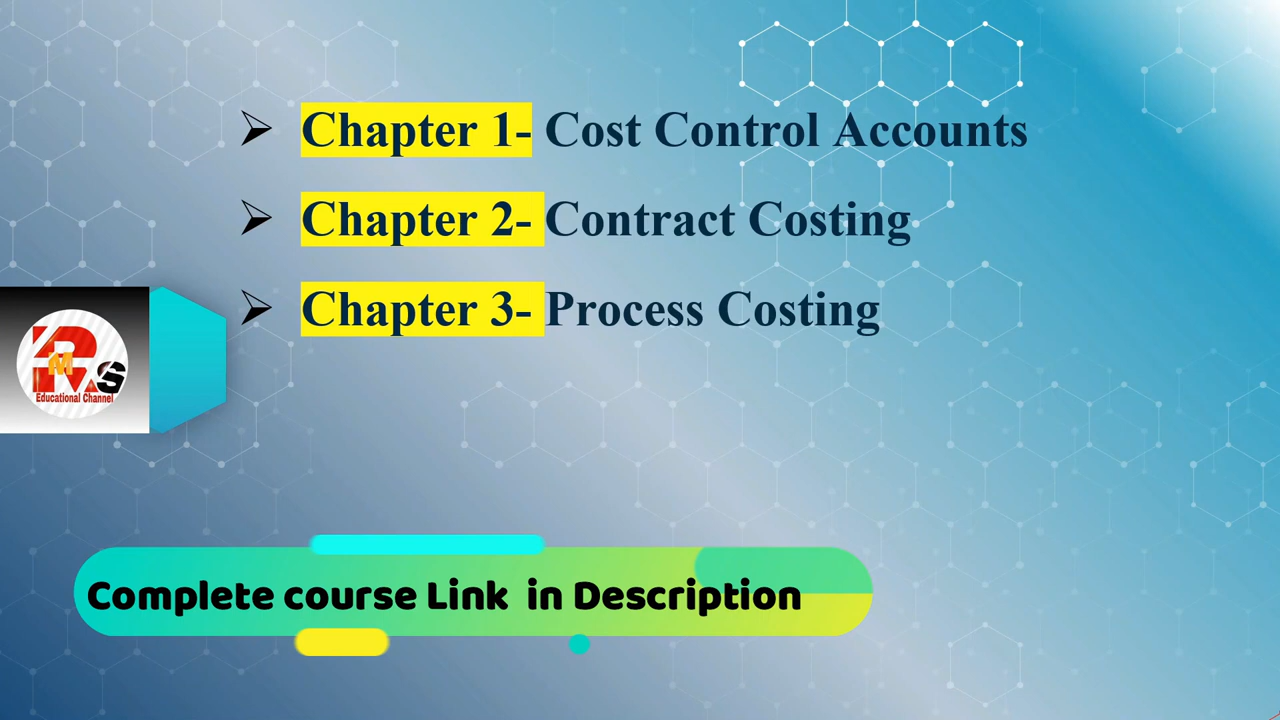 Chapter 1- Cost Control Accounts
Chapter 2- Contract Costing
Chapter 3- Process Costing
M
S
Educational Channel
Complete course Link in Description